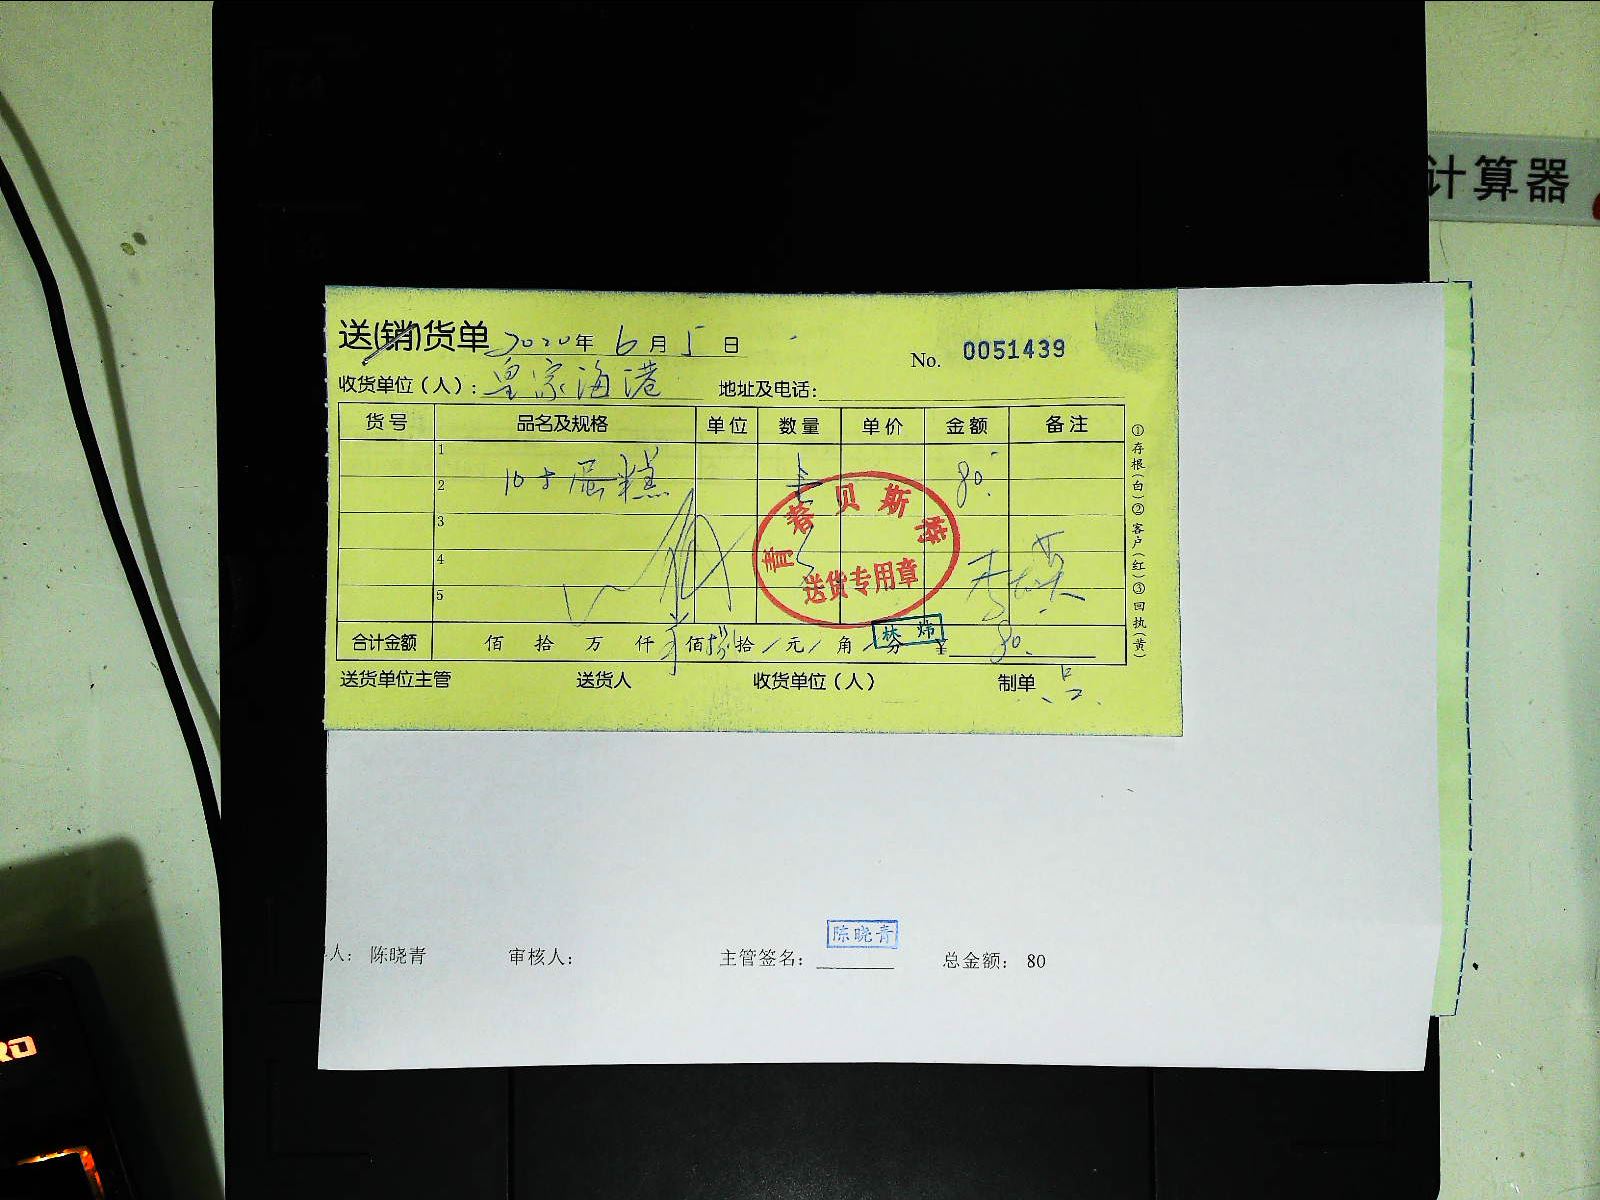 计算器
送(销)货单 2020年 6月 5日
No. 0051439
收货单位（人）：皇家海港 地址及电话：
货号 品名及规格 单位 数量 单价 金额 备注
1
10寸蛋糕 80.
2
3
4
5
青春贝斯特
送货专用章
合计金额 佰 拾 万 仟 佰 捌 拾 元 角 分 ¥ 80.
林炜
送货单位主管 送货人 收货单位（人） 制单
①存根（白）②客户（红）③回执（黄）
陈晓青
人： 陈晓青 审核人： 主管签名： 总金额： 80
RO